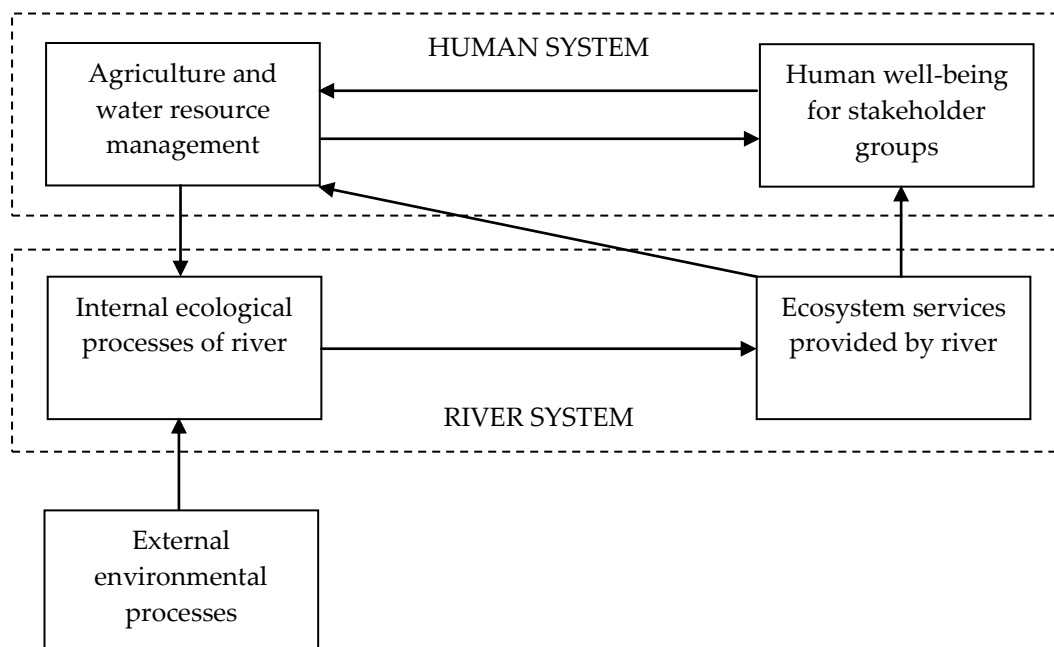 HUMAN SYSTEM
Agriculture and
water resource
management
Human well-being
for stakeholder
groups
Internal ecological
processes of river
Ecosystem services
provided by river
RIVER SYSTEM
External
environmental
processes